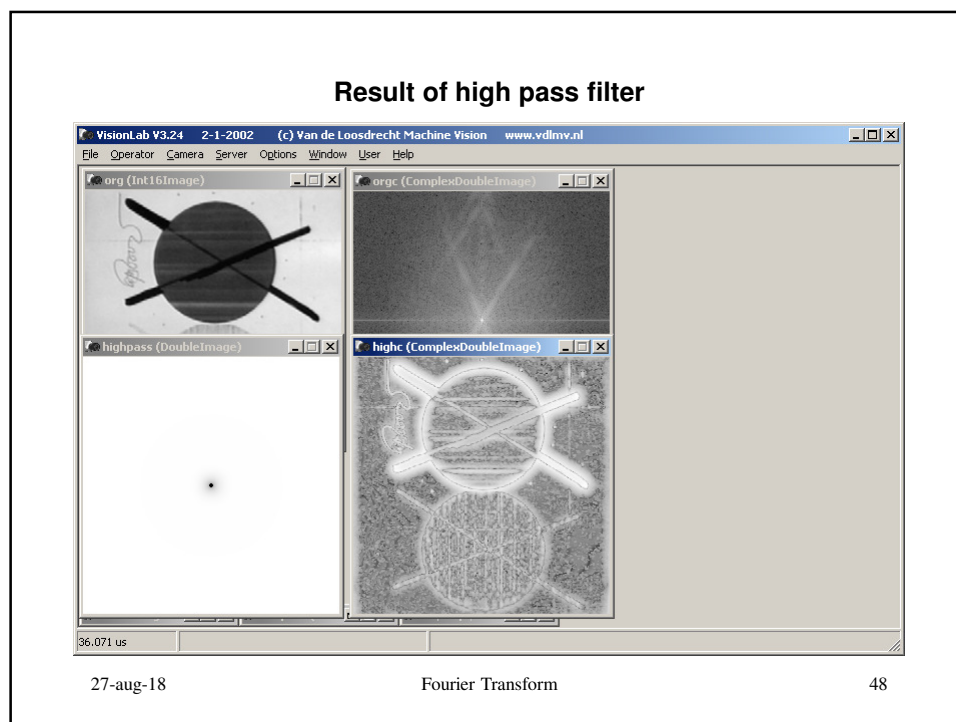 Result of high pass filter
VisionLab V3.24 2-1-2002 (c) Van de Loosdrecht Machine Vision www.vdlmv.nl
File Operator Camera Server Options Window User Help
org (Int16Image)
orgc (ComplexDoubleImage)
highpass (DoubleImage)
highc (ComplexDoubleImage)
36.071 us
27-aug-18 Fourier Transform 48